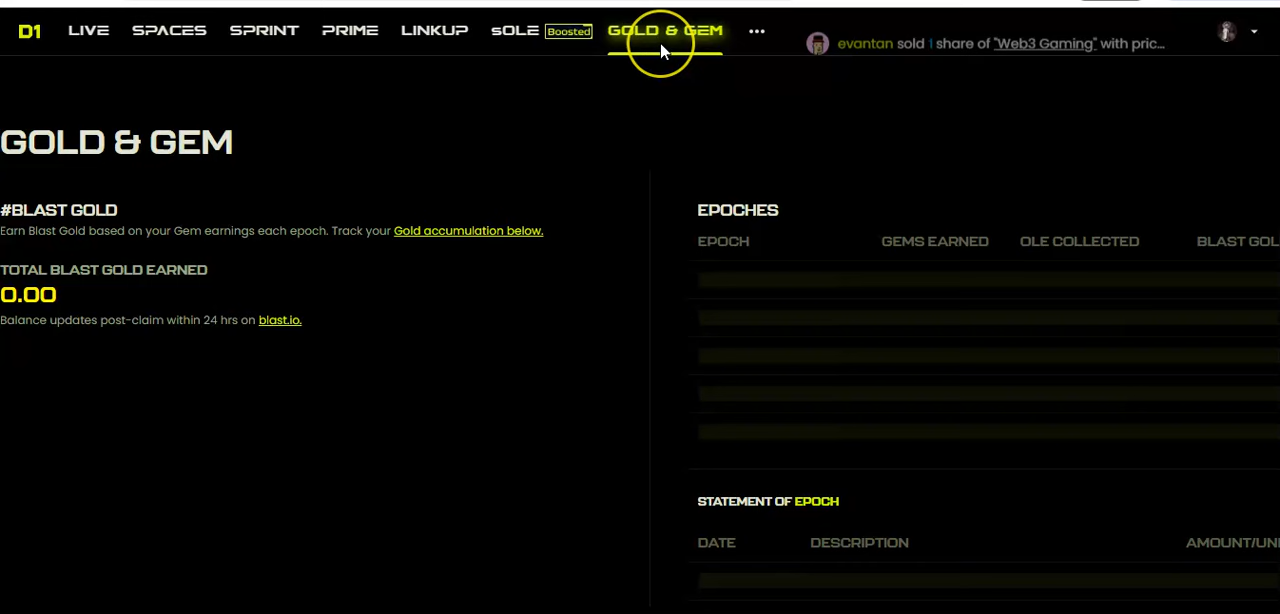 D1 LIVE SPACES SPRINT PRIME LINKUP sOLE Boosted GOLD & GEM •••
evantan sold 1 share of "Web3 Gaming" with pric...
GOLD & GEM
#BLAST GOLD
Earn Blast Gold based on your Gem earnings each epoch. Track your Gold accumulation below.
TOTAL BLAST GOLD EARNED
0.00
Balance updates post-claim within 24 hrs on blast.io.
EPOCHES
EPOCH GEMS EARNED OLE COLLECTED BLAST GOL
STATEMENT OF EPOCH
DATE DESCRIPTION AMOUNT/UNI